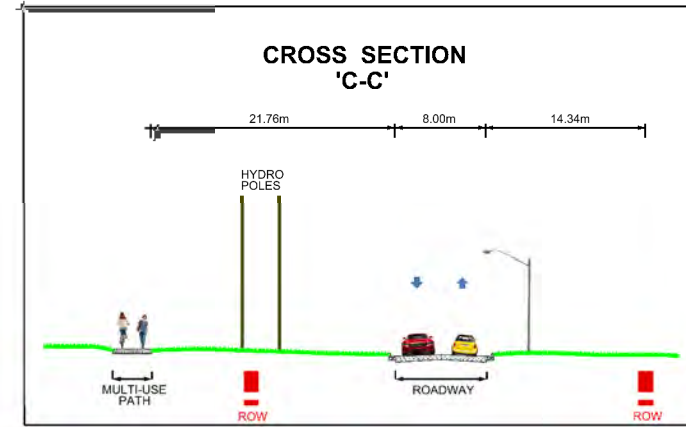 CROSS SECTION
'C-C'
21.76m 8.00m 14.34m
HYDRO
POLES
MULTI-USE
PATH
ROADWAY
ROW
ROW